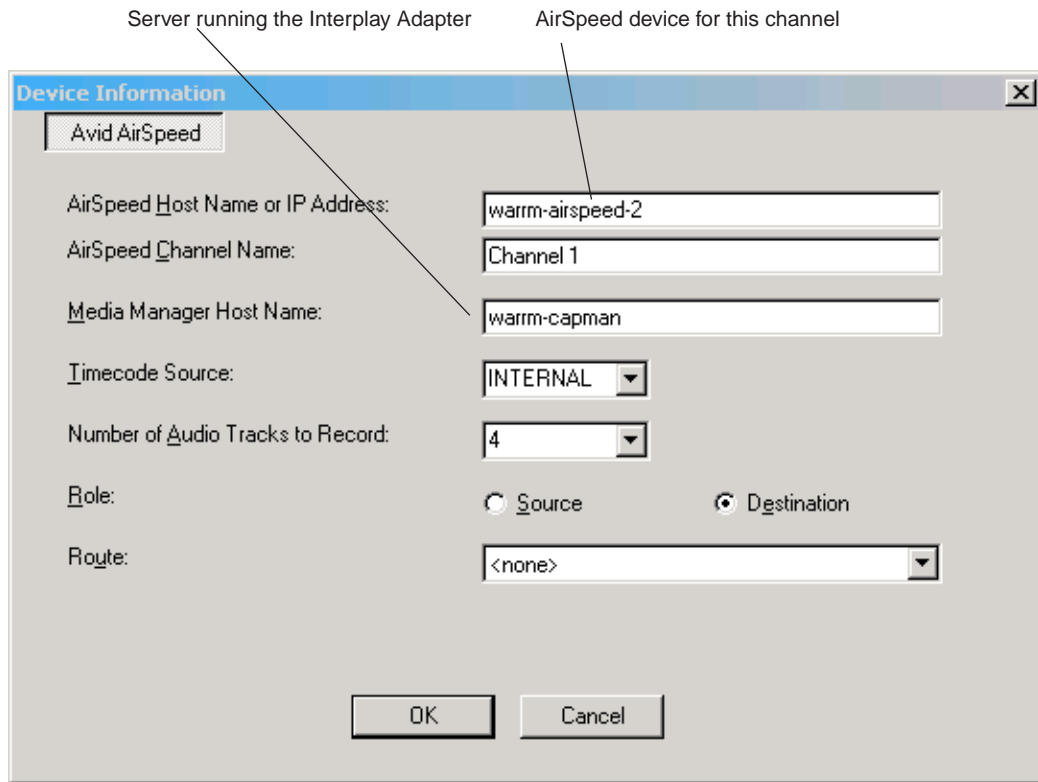 Server running the Interplay Adapter AirSpeed device for this channel
Device Information
Avid AirSpeed
AirSpeed Host Name or IP Address: warrm-airspeed-2
AirSpeed Channel Name: Channel 1
Media Manager Host Name: warrm-capman
Timecode Source: INTERNAL
Number of Audio Tracks to Record: 4
Role: Source Destination
Route: <none>
OK Cancel